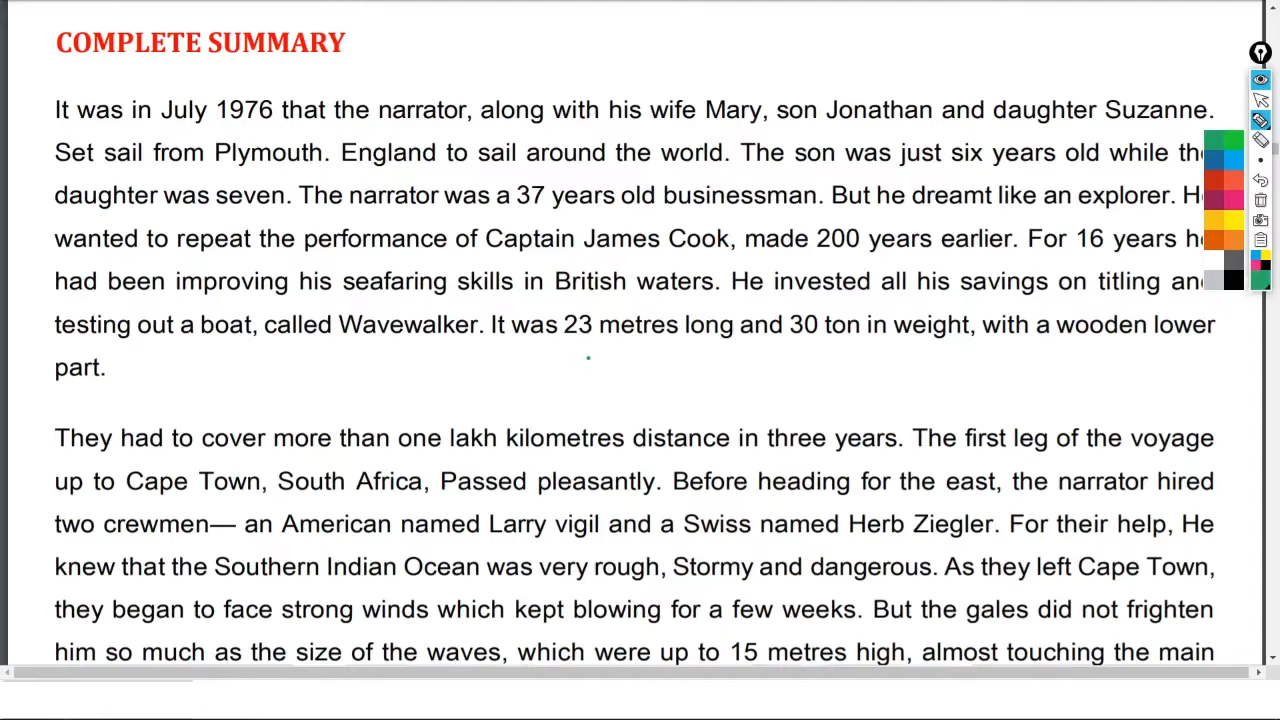 COMPLETE SUMMARY
It was in July 1976 that the narrator, along with his wife Mary, son Jonathan and daughter Suzanne.
Set sail from Plymouth. England to sail around the world. The son was just six years old while th
daughter was seven. The narrator was a 37 years old businessman. But he dreamt like an explorer. H
wanted to repeat the performance of Captain James Cook, made 200 years earlier. For 16 years h
had been improving his seafaring skills in British waters. He invested all his savings on titling an
testing out a boat, called Wavewalker. It was 23 metres long and 30 ton in weight, with a wooden lower
part.
They had to cover more than one lakh kilometres distance in three years. The first leg of the voyage
up to Cape Town, South Africa, Passed pleasantly. Before heading for the east, the narrator hired
two crewmen— an American named Larry vigil and a Swiss named Herb Ziegler. For their help, He
knew that the Southern Indian Ocean was very rough, Stormy and dangerous. As they left Cape Town,
they began to face strong winds which kept blowing for a few weeks. But the gales did not frighten
him so much as the size of the waves, which were up to 15 metres high, almost touching the main